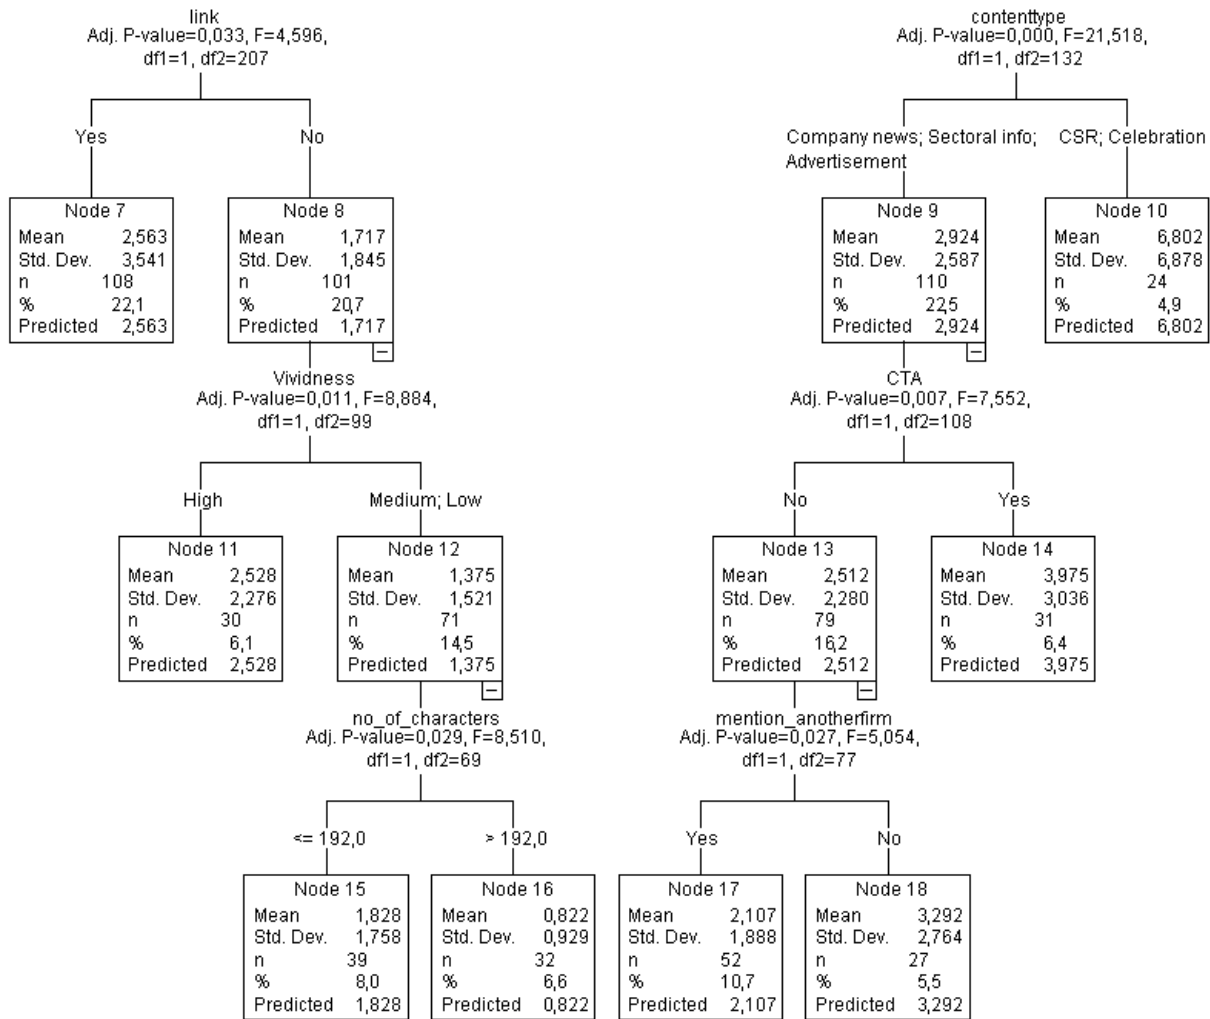 link
Adj. P-value=0,033, F=4,596,
df1=1, df2=207
Yes
No
Node 7
Mean 2,563
Std. Dev. 3,541
n 108
% 22,1
Predicted 2,563
Node 8
Mean 1,717
Std. Dev. 1,845
n 101
% 20,7
Predicted 1,717
Vividness
Adj. P-value=0,011, F=8,884,
df1=1, df2=99
High
Medium; Low
Node 11
Mean 2,528
Std. Dev. 2,276
n 30
% 6,1
Predicted 2,528
Node 12
Mean 1,375
Std. Dev. 1,521
n 71
% 14,5
Predicted 1,375
no_of_characters
Adj. P-value=0,029, F=8,510,
df1=1, df2=69
<= 192,0
> 192,0
Node 15
Mean 1,828
Std. Dev. 1,758
n 39
% 8,0
Predicted 1,828
Node 16
Mean 0,822
Std. Dev. 0,929
n 32
% 6,6
Predicted 0,822
contenttype
Adj. P-value=0,000, F=21,518,
df1=1, df2=132
Company news; Sectoral info;
Advertisement
CSR; Celebration
Node 9
Mean 2,924
Std. Dev. 2,587
n 110
% 22,5
Predicted 2,924
Node 10
Mean 6,802
Std. Dev. 6,878
n 24
% 4,9
Predicted 6,802
CTA
Adj. P-value=0,007, F=7,552,
df1=1, df2=108
No
Yes
Node 13
Mean 2,512
Std. Dev. 2,280
n 79
% 16,2
Predicted 2,512
Node 14
Mean 3,975
Std. Dev. 3,036
n 31
% 6,4
Predicted 3,975
mention_anotherfirm
Adj. P-value=0,027, F=5,054,
df1=1, df2=77
Yes
No
Node 17
Mean 2,107
Std. Dev. 1,888
n 52
% 10,7
Predicted 2,107
Node 18
Mean 3,292
Std. Dev. 2,764
n 27
% 5,5
Predicted 3,292